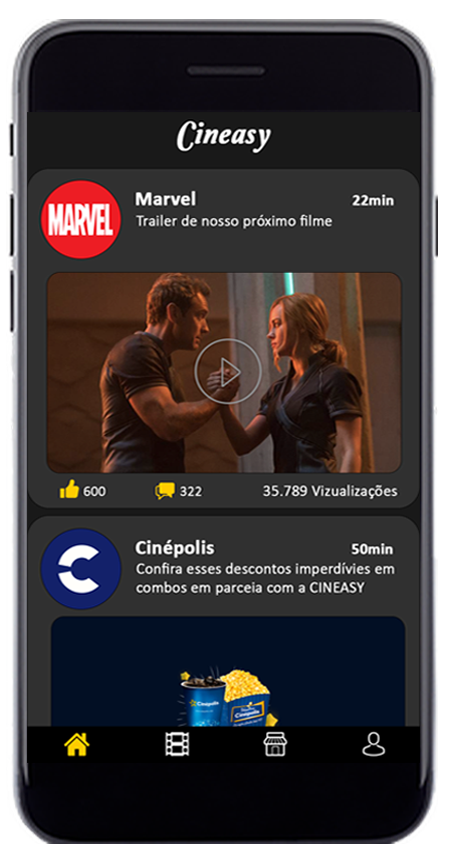 Cineasy
MARVEL
Marvel
22min
Trailer de nosso próximo filme
600
322
35.789 Vizualizações
Cinépolis
50min
Confira esses descontos imperdívies em
combos em parceia com a CINEASY
Cinépolis
Cinépolis